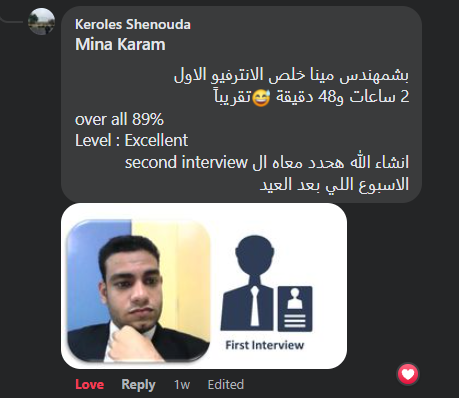 Keroles Shenouda
Mina Karam
بشمهندس مينا خلص الانترفيو الاول
2 ساعات و48 دقيقة 😅تقريباً
over all 89%
Level : Excellent
انشاء الله هحدد معاه ال second interview
الاسبوع اللي بعد العيد
First Interview
Love Reply 1w Edited